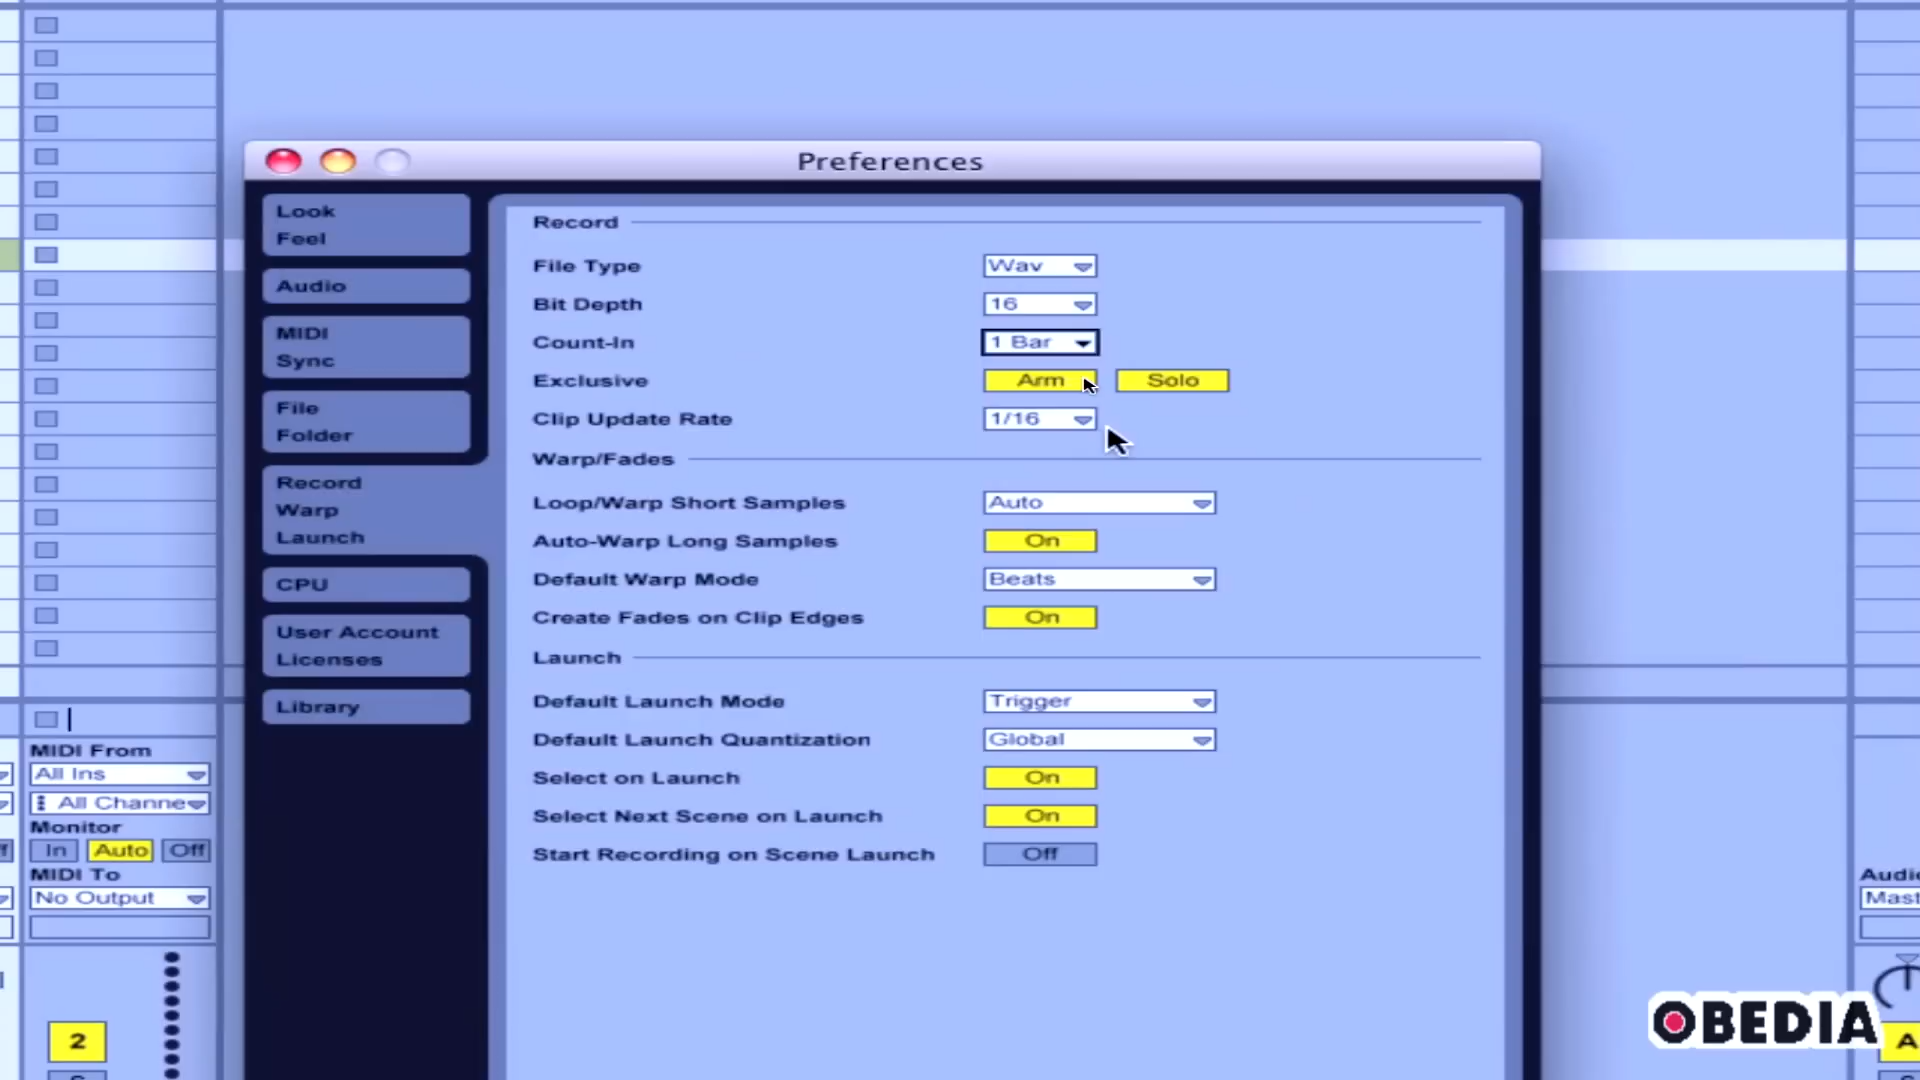 Preferences
Look
Feel
Audio
MIDI
Sync
File
Folder
Record
Warp
Launch
CPU
User Account
Licenses
Library
Record
File Type Wav
Bit Depth 16
Count-In 1 Bar
Exclusive Arm Solo
Clip Update Rate 1/16
Warp/Fades
Loop/Warp Short Samples Auto
Auto-Warp Long Samples On
Default Warp Mode Beats
Create Fades on Clip Edges On
Launch
Default Launch Mode Trigger
Default Launch Quantization Global
Select on Launch On
Select Next Scene on Launch On
Start Recording on Scene Launch Off
MIDI From
All Ins
All Channe
Monitor
In Auto Off
MIDI To
No Output
2
Audi
Mast
A
OBEDIA